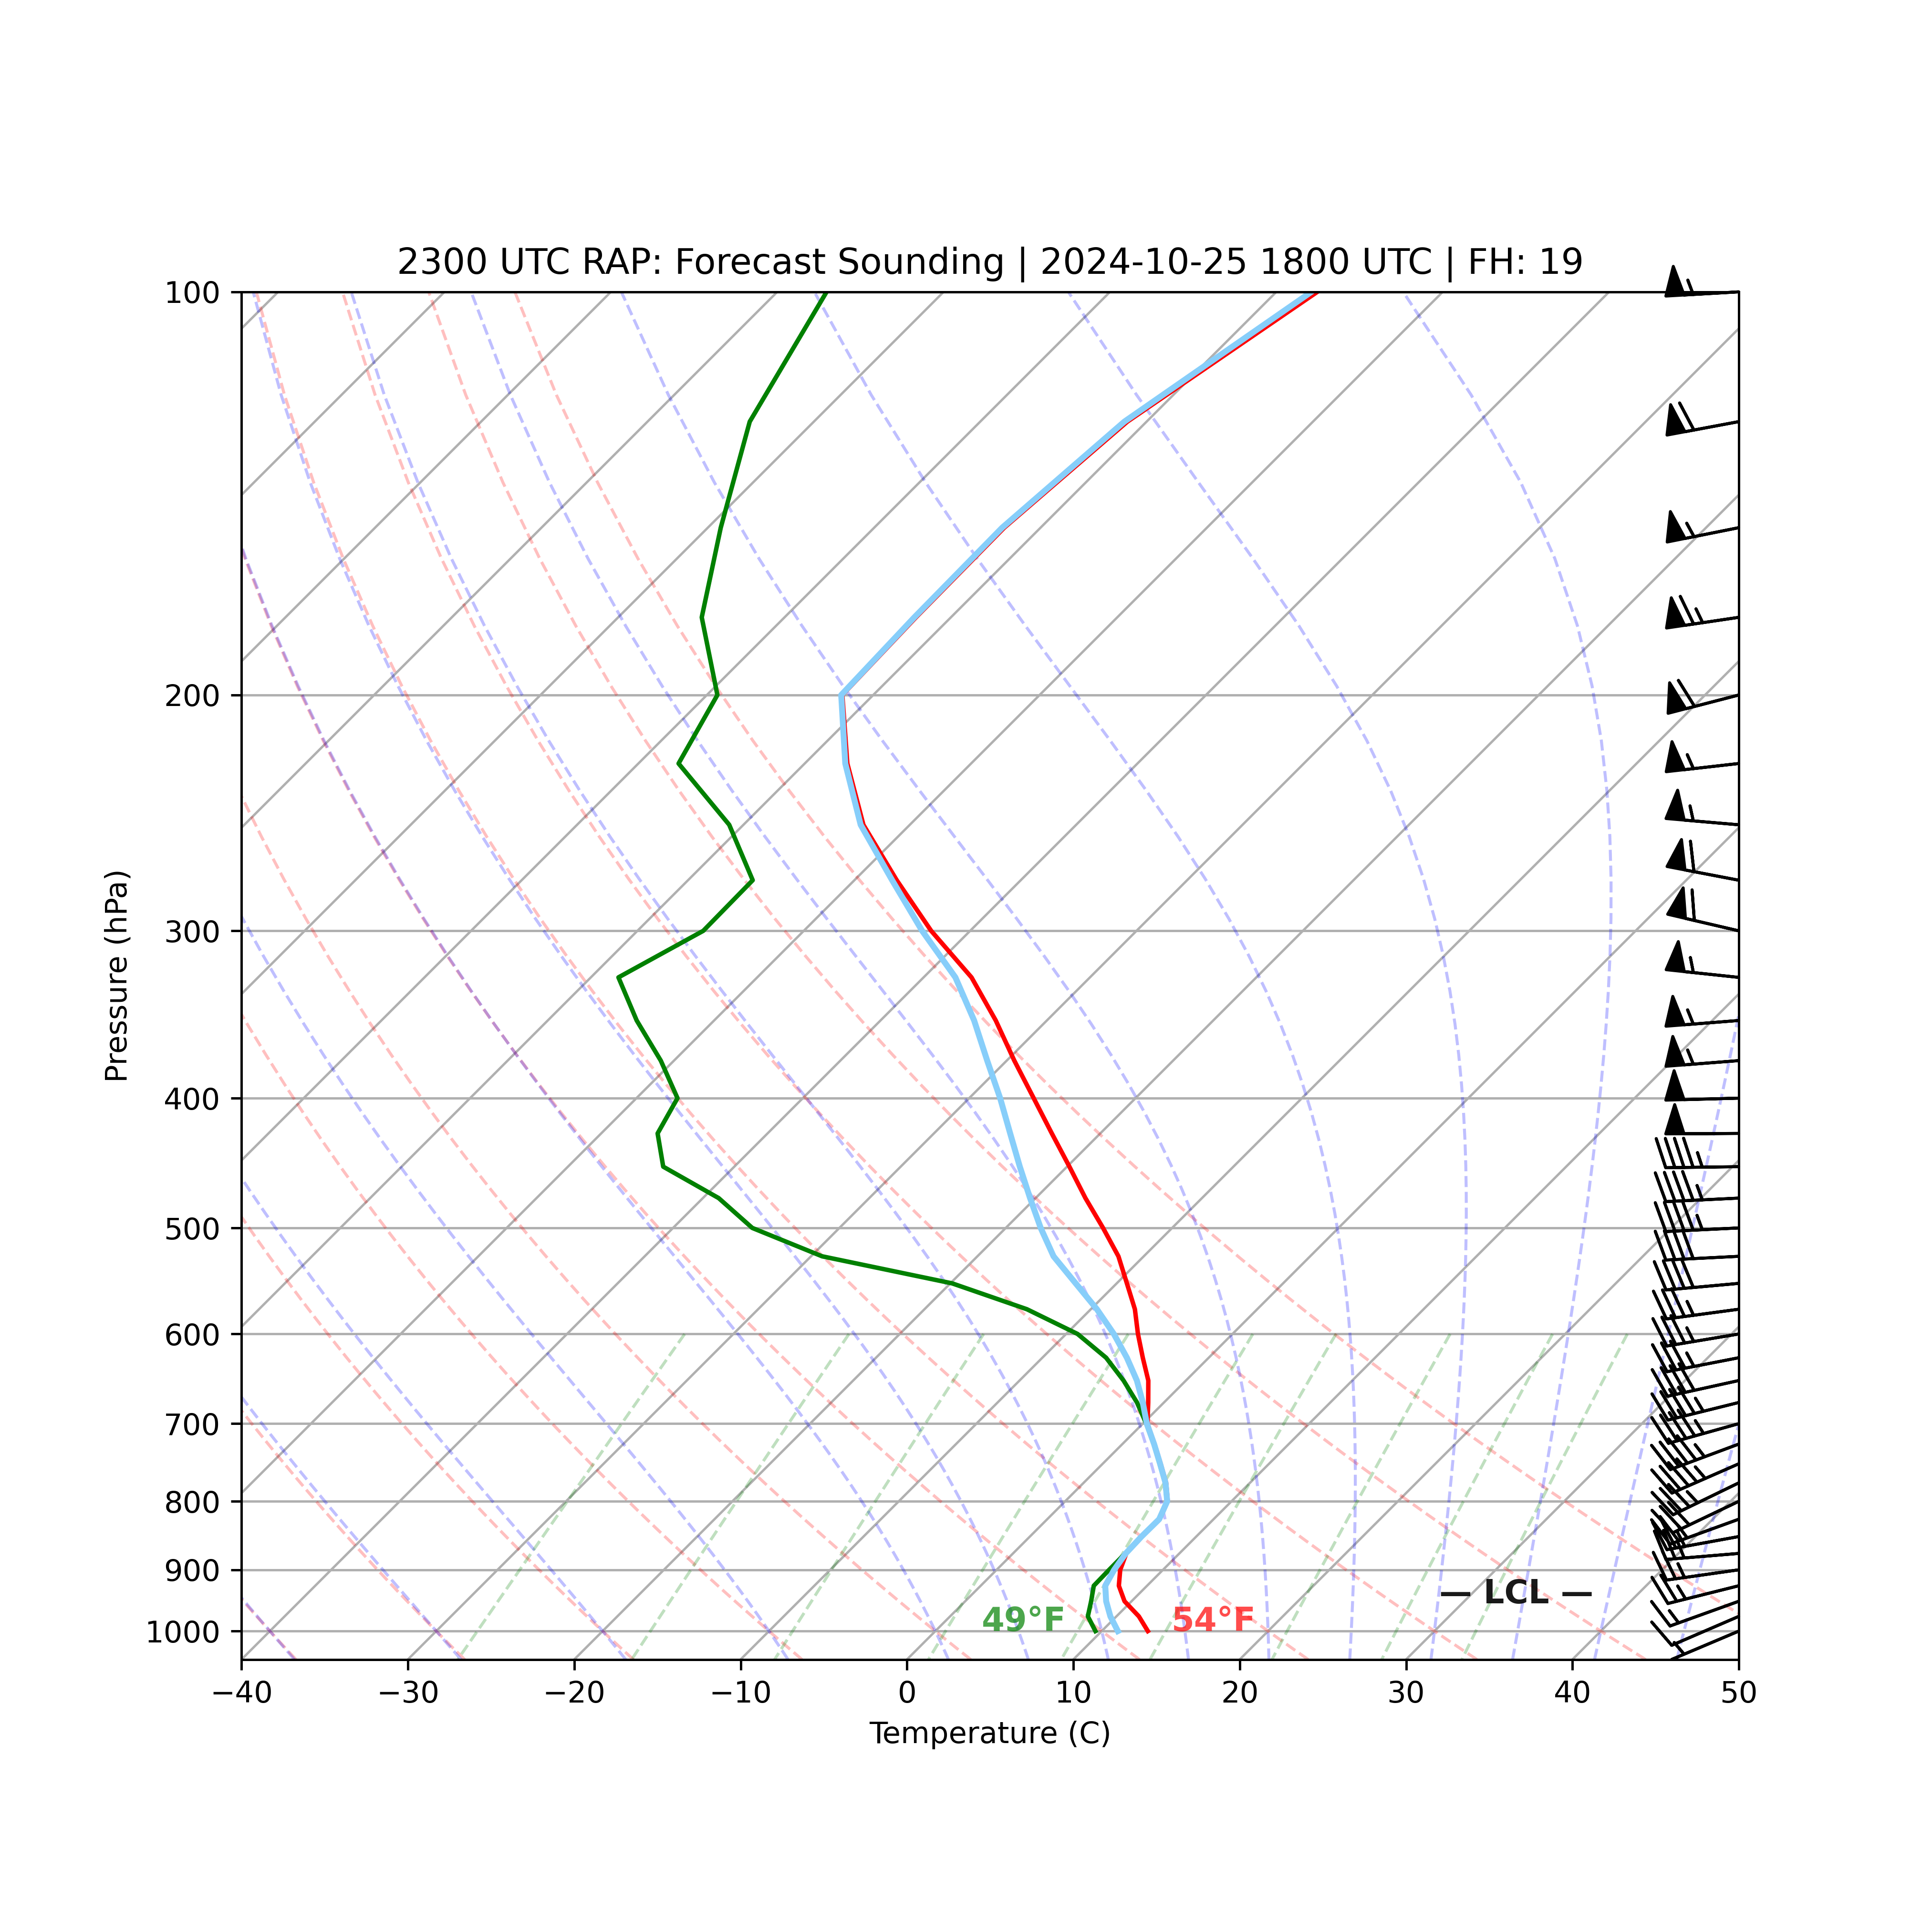 2300 UTC RAP: Forecast Sounding | 2024-10-25 1800 UTC | FH: 19
100
200
300
400
500
600
700
800
900
1000
Pressure (hPa)
— LCL —
49°F
54°F
−40 −30 −20 −10 0 10 20 30 40 50
Temperature (C)